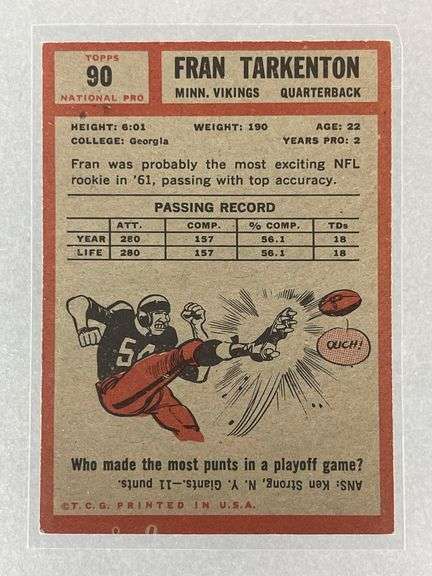 TOPPS
90
NATIONAL PRO
FRAN TARKENTON
MINN. VIKINGS QUARTERBACK
HEIGHT: 6:01 WEIGHT: 190 AGE: 22
COLLEGE: Georgia YEARS PRO: 2
Fran was probably the most exciting NFL
rookie in '61, passing with top accuracy.
PASSING RECORD
ATT. COMP. % COMP. TDs
YEAR 280 157 56.1 18
LIFE 280 157 56.1 18
5
OUCH!
Who made the most punts in a playoff game?
ANS: Ken Strong, N. Y. Giants—11 punts.
©T.C.G. PRINTED IN U.S.A.